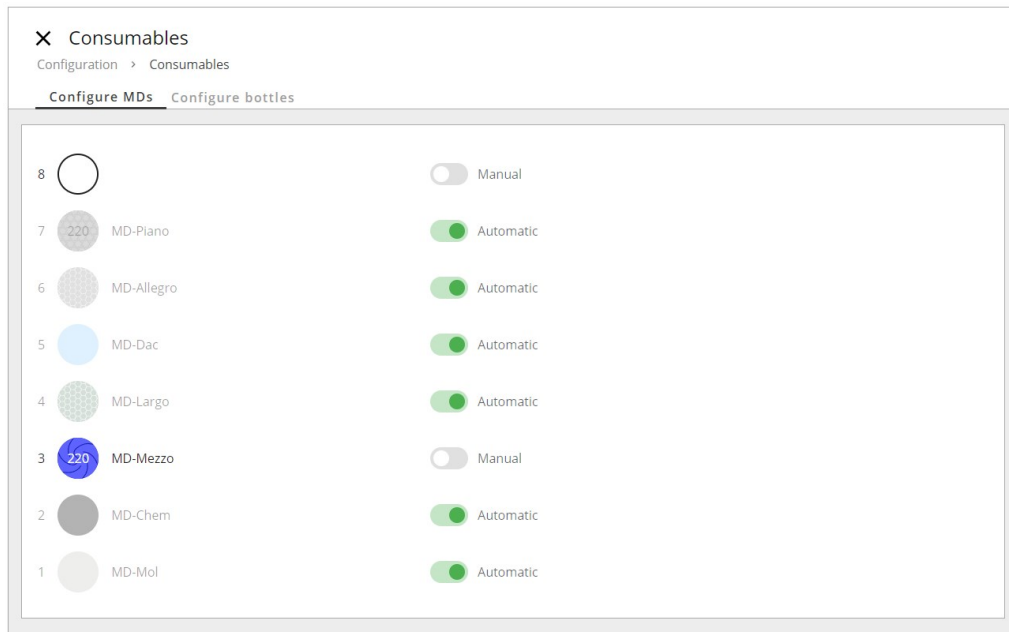 Consumables
Configuration > Consumables
Configure MDs Configure bottles
8 Manual
7 220 MD-Piano Automatic
6 MD-Allegro Automatic
5 MD-Dac Automatic
4 MD-Largo Automatic
3 220 MD-Mezzo Manual
2 MD-Chem Automatic
1 MD-Mol Automatic